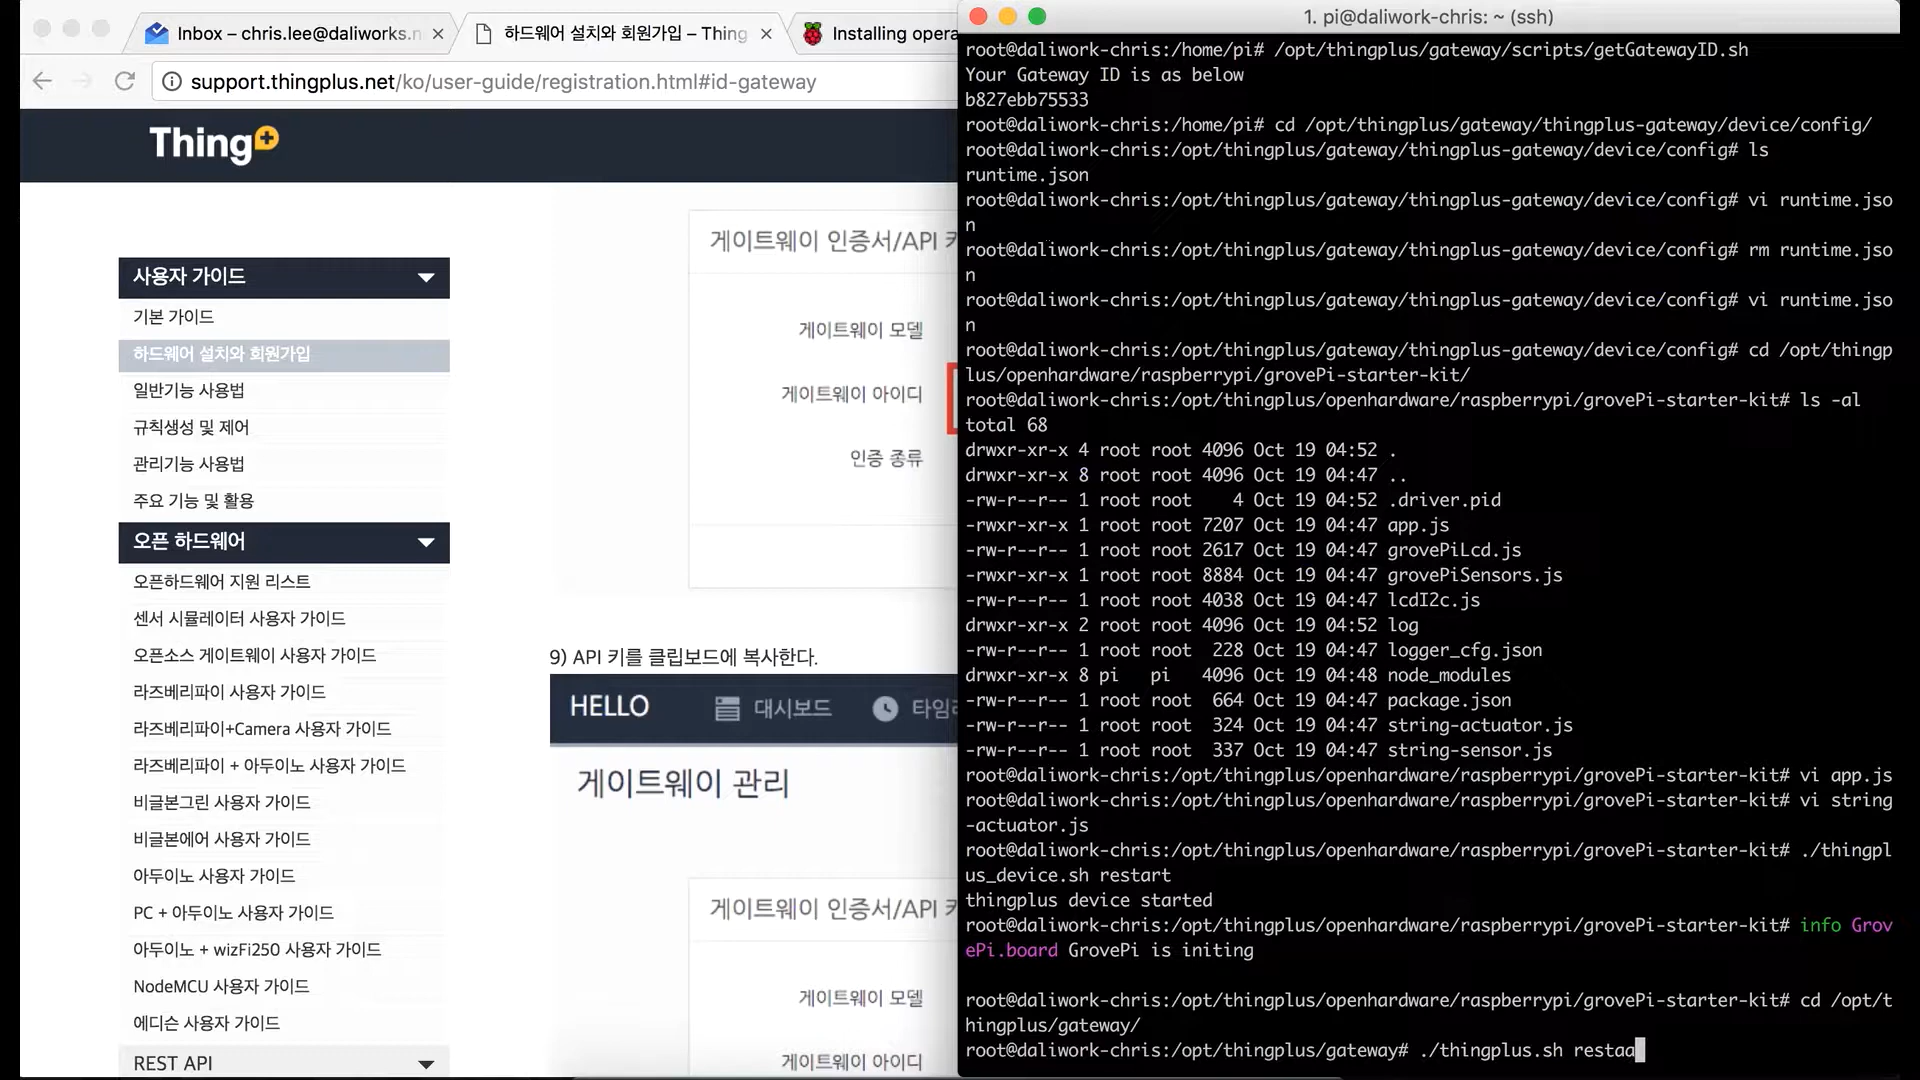 Inbox – chris.lee@daliworks.n
하드웨어 설치와 회원가입 – Thing
Installing opera
support.thingplus.net/ko/user-guide/registration.html#id-gateway
Thing+
사용자 가이드
기본 가이드
하드웨어 설치와 회원가입
일반기능 사용법
규칙생성 및 제어
관리기능 사용법
주요 기능 및 활용
오픈 하드웨어
오픈하드웨어 지원 리스트
센서 시뮬레이터 사용자 가이드
오픈소스 게이트웨이 사용자 가이드
라즈베리파이 사용자 가이드
라즈베리파이+Camera 사용자 가이드
라즈베리파이 + 아두이노 사용자 가이드
비글본그린 사용자 가이드
비글본에어 사용자 가이드
아두이노 사용자 가이드
PC + 아두이노 사용자 가이드
아두이노 + wizFi250 사용자 가이드
NodeMCU 사용자 가이드
에디슨 사용자 가이드
REST API
게이트웨이 인증서/API 키
게이트웨이 모델
게이트웨이 아이디
인증 종류
9) API 키를 클립보드에 복사한다.
HELLO 대시보드 타임
게이트웨이 관리
게이트웨이 인증서/API 키
게이트웨이 모델
게이트웨이 아이디
1. pi@daliwork-chris: ~ (ssh)
root@daliwork-chris:/home/pi# /opt/thingplus/gateway/scripts/getGatewayID.sh
Your Gateway ID is as below
b827ebb75533
root@daliwork-chris:/home/pi# cd /opt/thingplus/gateway/thingplus-gateway/device/config/
root@daliwork-chris:/opt/thingplus/gateway/thingplus-gateway/device/config# ls
runtime.json
root@daliwork-chris:/opt/thingplus/gateway/thingplus-gateway/device/config# vi runtime.jso
n
root@daliwork-chris:/opt/thingplus/gateway/thingplus-gateway/device/config# rm runtime.jso
n
root@daliwork-chris:/opt/thingplus/gateway/thingplus-gateway/device/config# vi runtime.jso
n
root@daliwork-chris:/opt/thingplus/gateway/thingplus-gateway/device/config# cd /opt/thingp
lus/openhardware/raspberrypi/grovePi-starter-kit/
root@daliwork-chris:/opt/thingplus/openhardware/raspberrypi/grovePi-starter-kit# ls -al
total 68
drwxr-xr-x 4 root root 4096 Oct 19 04:52 .
drwxr-xr-x 8 root root 4096 Oct 19 04:47 ..
-rw-r--r-- 1 root root    4 Oct 19 04:52 .driver.pid
-rwxr-xr-x 1 root root 7207 Oct 19 04:47 app.js
-rw-r--r-- 1 root root 2617 Oct 19 04:47 grovePiLcd.js
-rwxr-xr-x 1 root root 8884 Oct 19 04:47 grovePiSensors.js
-rw-r--r-- 1 root root 4038 Oct 19 04:47 lcdI2c.js
drwxr-xr-x 2 root root 4096 Oct 19 04:52 log
-rw-r--r-- 1 root root  228 Oct 19 04:47 logger_cfg.json
drwxr-xr-x 8 pi   pi   4096 Oct 19 04:48 node_modules
-rw-r--r-- 1 root root  664 Oct 19 04:47 package.json
-rw-r--r-- 1 root root  324 Oct 19 04:47 string-actuator.js
-rw-r--r-- 1 root root  337 Oct 19 04:47 string-sensor.js
root@daliwork-chris:/opt/thingplus/openhardware/raspberrypi/grovePi-starter-kit# vi app.js
root@daliwork-chris:/opt/thingplus/openhardware/raspberrypi/grovePi-starter-kit# vi string
-actuator.js
root@daliwork-chris:/opt/thingplus/openhardware/raspberrypi/grovePi-starter-kit# ./thingpl
us_device.sh restart
thingplus device started
root@daliwork-chris:/opt/thingplus/openhardware/raspberrypi/grovePi-starter-kit# info Grov
ePi.board GrovePi is initing
root@daliwork-chris:/opt/thingplus/openhardware/raspberrypi/grovePi-starter-kit# cd /opt/t
hingplus/gateway/
root@daliwork-chris:/opt/thingplus/gateway# ./thingplus.sh restaa